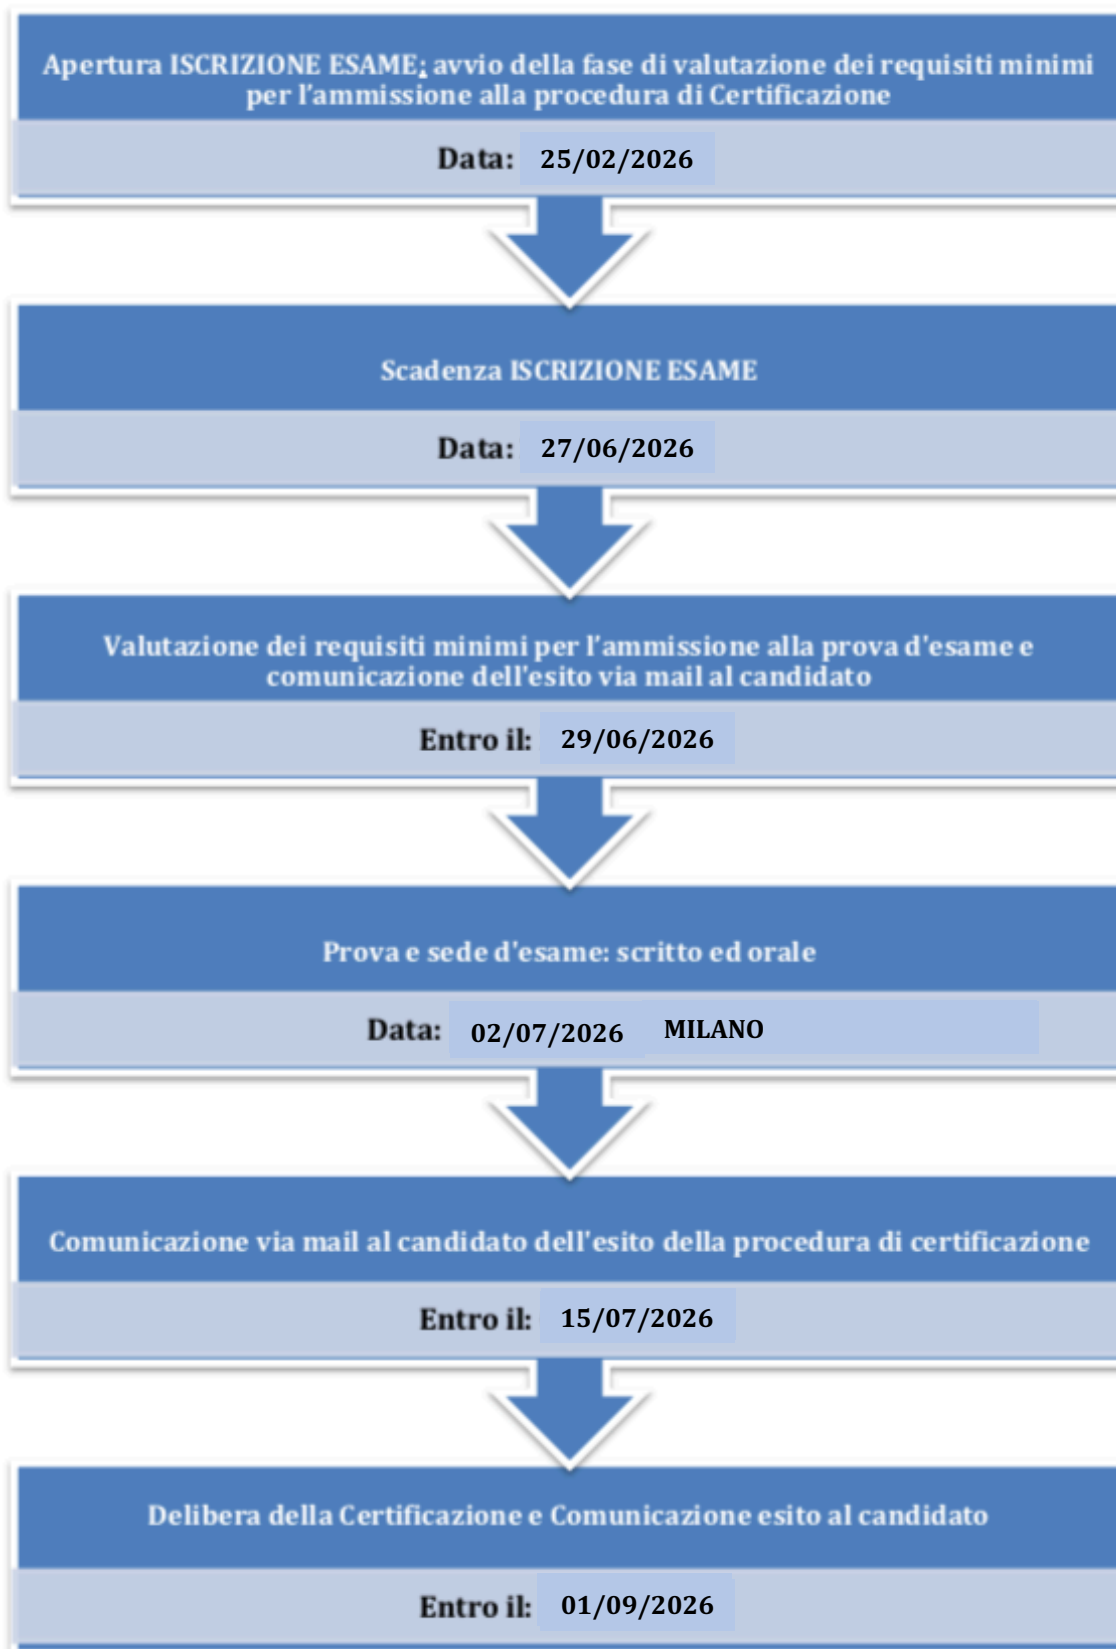 Apertura ISCRIZIONE ESAME; avvio della fase di valutazione dei requisiti minimi
per l'ammissione alla procedura di Certificazione
Data: 25/02/2026
Scadenza ISCRIZIONE ESAME
Data: 27/06/2026
Valutazione dei requisiti minimi per l'ammissione alla prova d'esame e
comunicazione dell'esito via mail al candidato
Entro il: 29/06/2026
Prova e sede d'esame: scritto ed orale
Data: 02/07/2026 MILANO
Comunicazione via mail al candidato dell'esito della procedura di certificazione
Entro il: 15/07/2026
Delibera della Certificazione e Comunicazione esito al candidato
Entro il: 01/09/2026